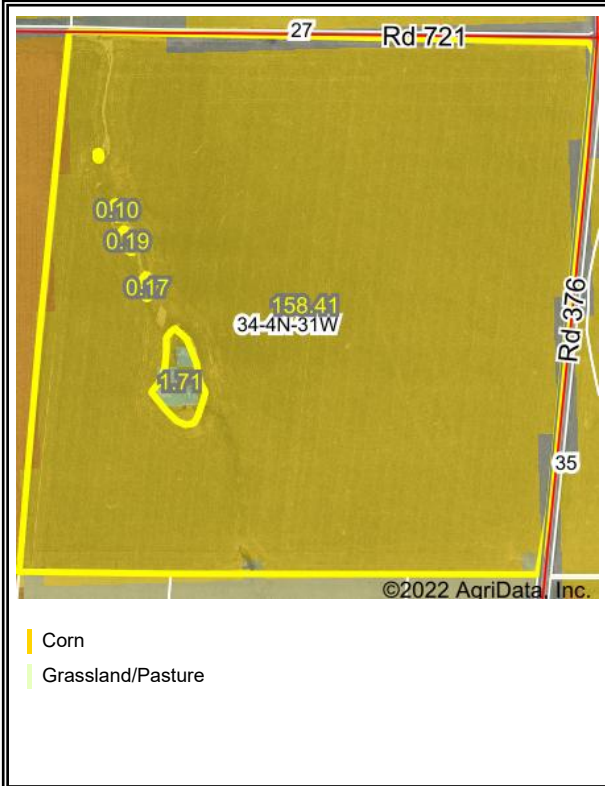 27
Rd 721
0.10
0.19
0.17
158.41
34-4N-31W
Rd 376
1.71
35
©2022 AgriData, Inc.
Corn
Grassland/Pasture